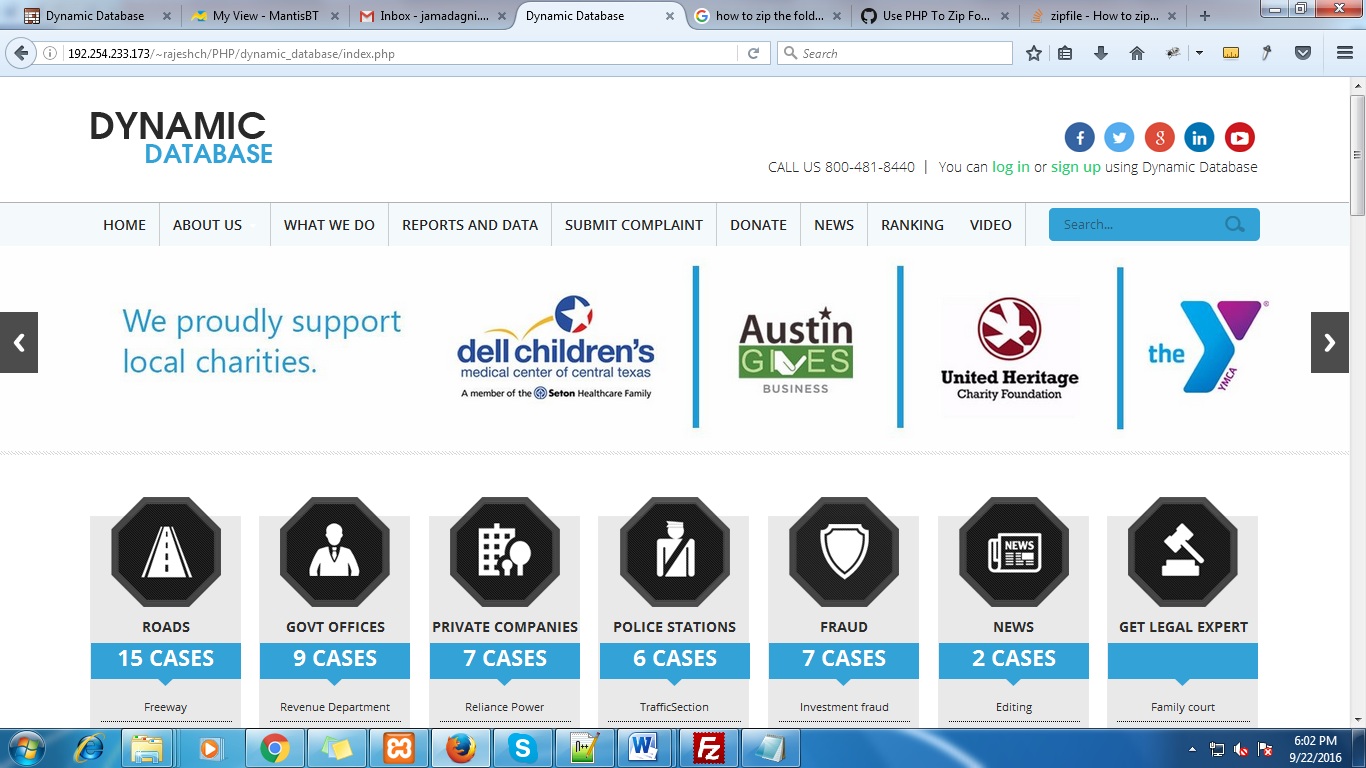 Dynamic Database
My View - MantisBT
Inbox - jamadagni....
Dynamic Database
how to zip the fold...
Use PHP To Zip Fo...
zipfile - How to zip...
192.254.233.173/~rajeshch/PHP/dynamic_database/index.php
Search
DYNAMIC
DATABASE
CALL US 800-481-8440 | You can log in or sign up using Dynamic Database
HOME
ABOUT US
WHAT WE DO
REPORTS AND DATA
SUBMIT COMPLAINT
DONATE
NEWS
RANKING
VIDEO
Search...
We proudly support
local charities.
dell children's
medical center of central texas
A member of the Seton Healthcare Family
Austin
GIVES
BUSINESS
United Heritage
Charity Foundation
the
YMCA
NEWS
ROADS
GOVT OFFICES
PRIVATE COMPANIES
POLICE STATIONS
FRAUD
NEWS
GET LEGAL EXPERT
15 CASES
9 CASES
7 CASES
6 CASES
7 CASES
2 CASES
Freeway
Revenue Department
Reliance Power
TrafficSection
Investment fraud
Editing
Family court
6:02 PM
9/22/2016